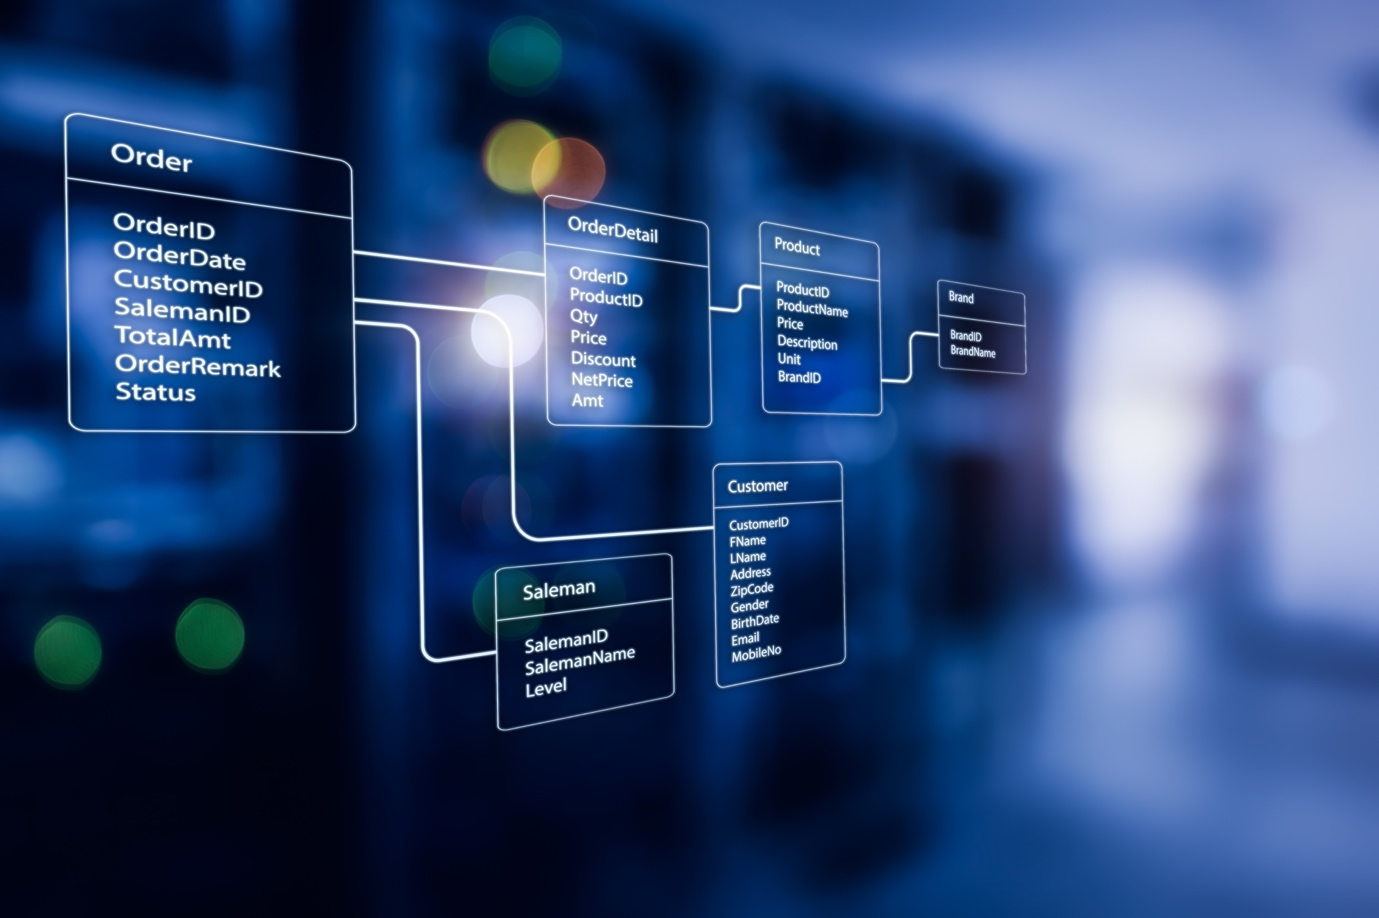 Order
OrderID
OrderDate
CustomerID
SalemanID
TotalAmt
OrderRemark
Status
OrderDetail
OrderID
ProductID
Qty
Price
Discount
NetPrice
Amt
Product
ProductID
ProductName
Price
Description
Unit
BrandID
Brand
BrandID
BrandName
Saleman
SalemanID
SalemanName
Level
Customer
CustomerID
FName
LName
Address
ZipCode
Gender
BirthDate
Email
MobileNo